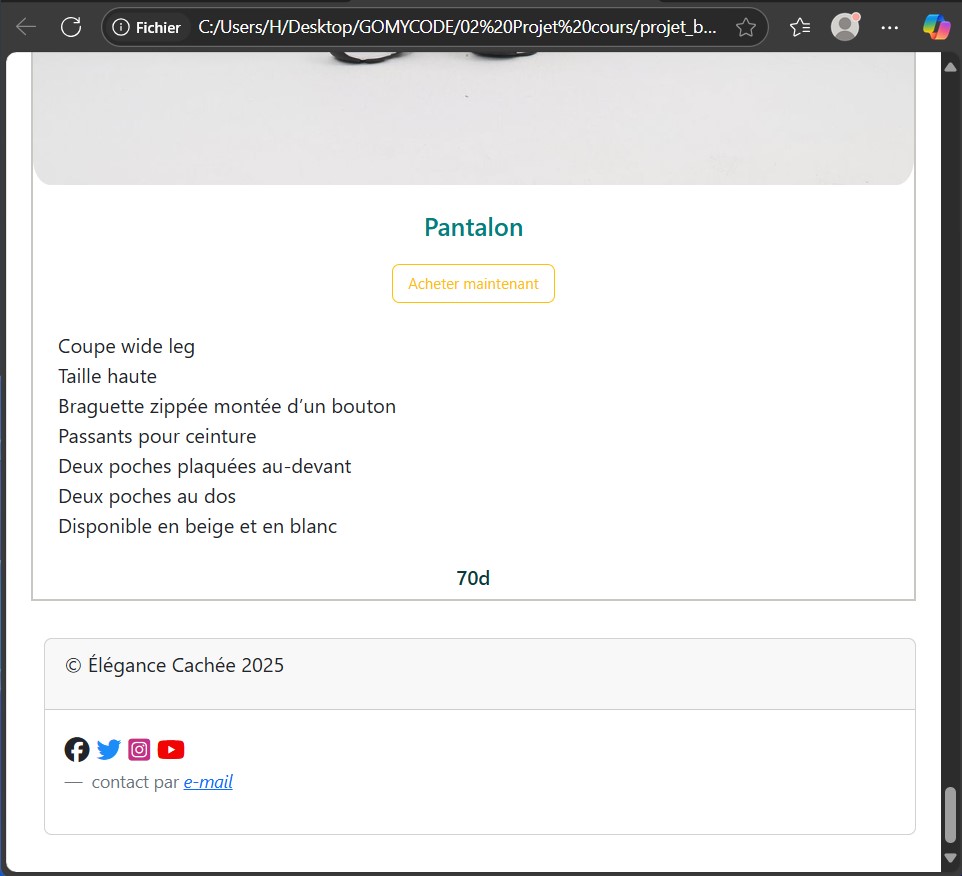 Fichier
C:/Users/H/Desktop/GOMYCODE/02%20Projet%20cours/projet_b...
Pantalon
Acheter maintenant
Coupe wide leg
Taille haute
Braguette zippée montée d’un bouton
Passants pour ceinture
Deux poches plaquées au-devant
Deux poches au dos
Disponible en beige et en blanc
70d
© Élégance Cachée 2025
— contact par e-mail